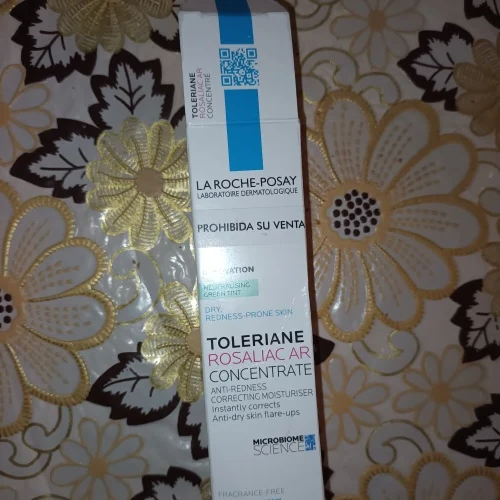 TOLERIANE
ROSALIAC AR
CONCENTRATE
LA ROCHE-POSAY
LABORATOIRE DERMATOLOGIQUE
PROHIBIDA SU VENTA
NEUTRALISING
GREEN TINT
DRY,
REDNESS-PRONE SKIN
TOLERIANE
ROSALIAC AR
CONCENTRATE
ANTI-REDNESS
CORRECTING MOISTURISER
Instantly corrects
Anti-dry skin flare-ups
MICROBIOME
SCIENCE
FRAGRANCE-FREE